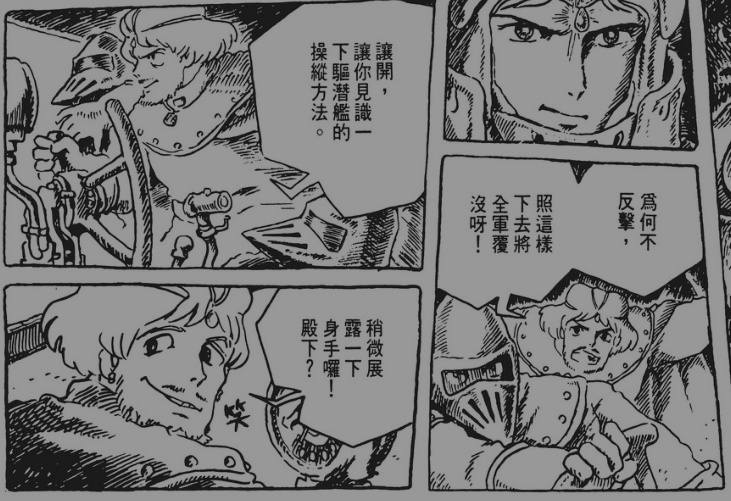 爲何不
反擊，
照這樣
下去將
全軍覆
沒呀！
讓開，
讓你見識一
下驅潛艦的
操縱方法。
稍微展
露一下
身手囉！
殿下？
笑